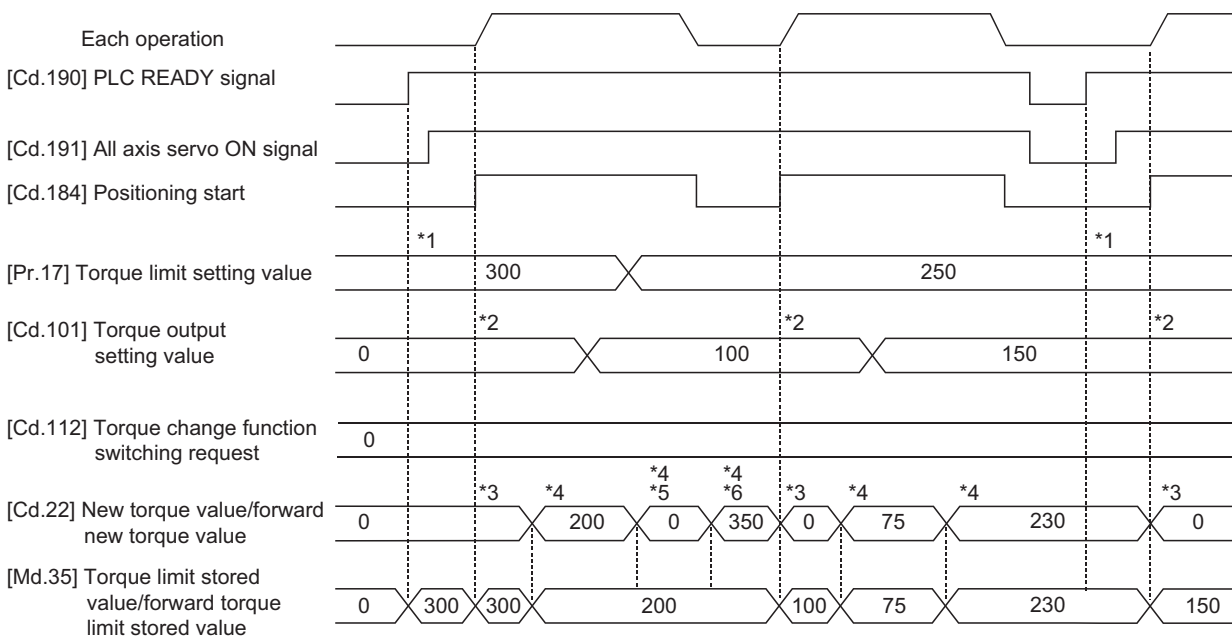 Each operation
[Cd.190] PLC READY signal
[Cd.191] All axis servo ON signal
[Cd.184] Positioning start
*1 *1
[Pr.17] Torque limit setting value 300 250
*2 *2 *2
[Cd.101] Torque output
setting value 0 100 150
[Cd.112] Torque change function
switching request 0
*4 *4
*3 *4 *5 *6 *3 *4 *4 *3
[Cd.22] New torque value/forward
new torque value 0 200 0 350 0 75 230 0
[Md.35] Torque limit stored
value/forward torque 0 300 300 200 100 75 230 150
limit stored value